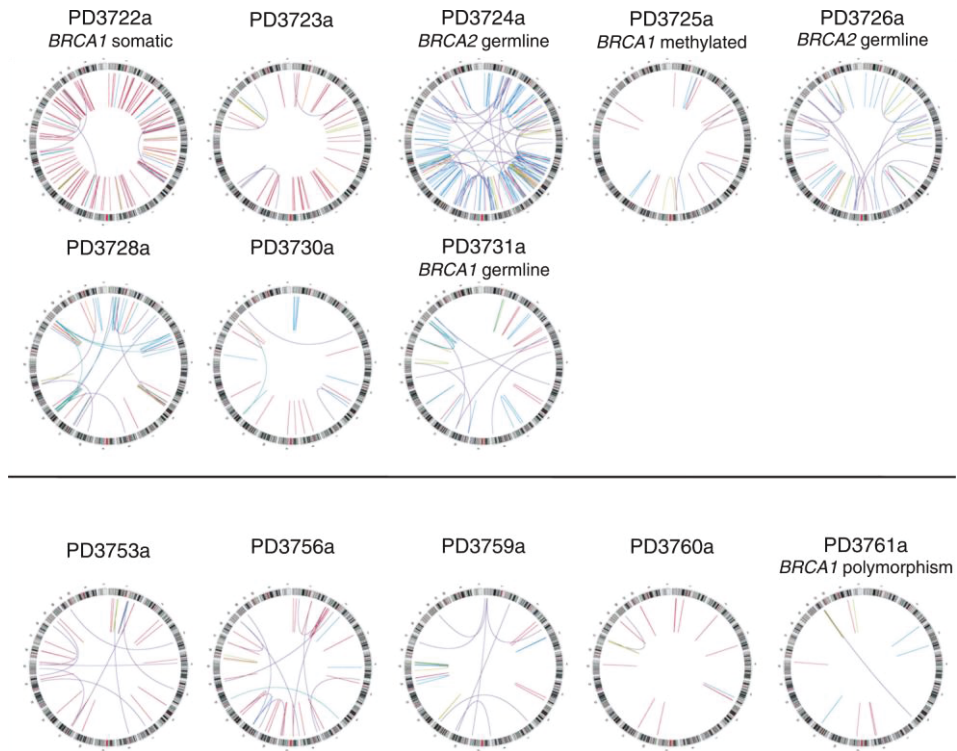 PD3722a
BRCA1 somatic
PD3723a
PD3724a
BRCA2 germline
PD3725a
BRCA1 methylated
PD3726a
BRCA2 germline
PD3728a
PD3730a
PD3731a
BRCA1 germline
PD3753a
PD3756a
PD3759a
PD3760a
PD3761a
BRCA1 polymorphism